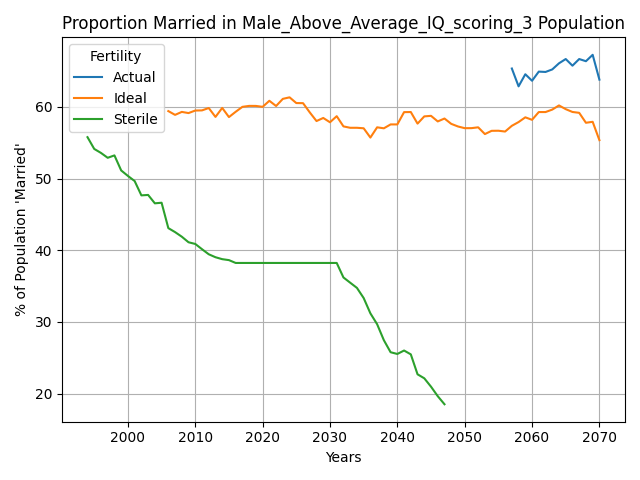 Proportion Married in Male_Above_Average_IQ_scoring_3 Population
Fertility
Actual
Ideal
Sterile
% of Population 'Married'
60
50
40
30
20
2000 2010 2020 2030 2040 2050 2060 2070
Years